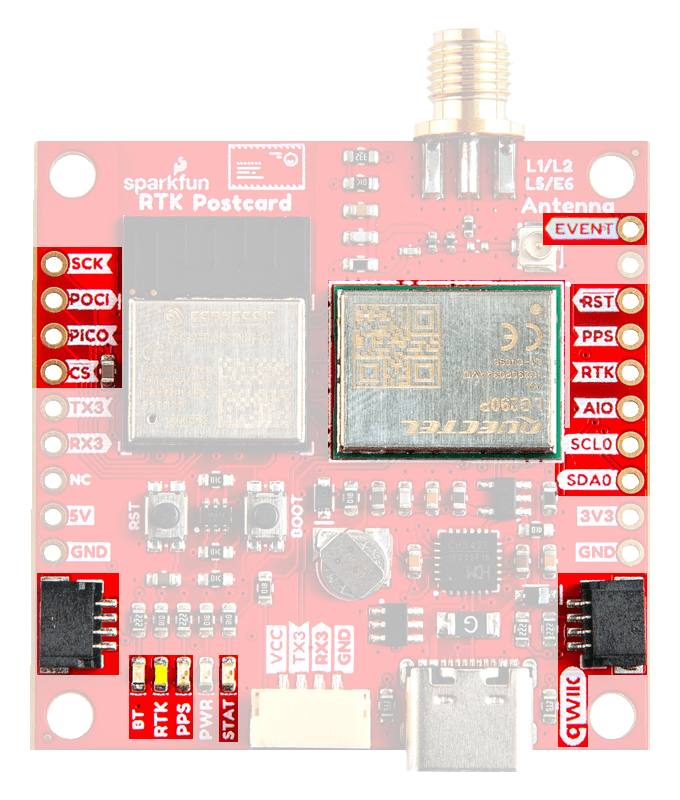 L1/L2
L5/E6
Antenna
sparkfun
RTK Postcard
EVENT
SCK
POCI
PICO
CS
TX3
RX3
NC
5V
GND
RST
PPS
RTK
AIO
SCL0
SDA0
3V3
GND
ESPRESSIF
LG290P
QUECTEL
RST
BOOT
VCC
TX3
RX3
GND
BT
RTK
PPS
PWR
STAT
qwiic